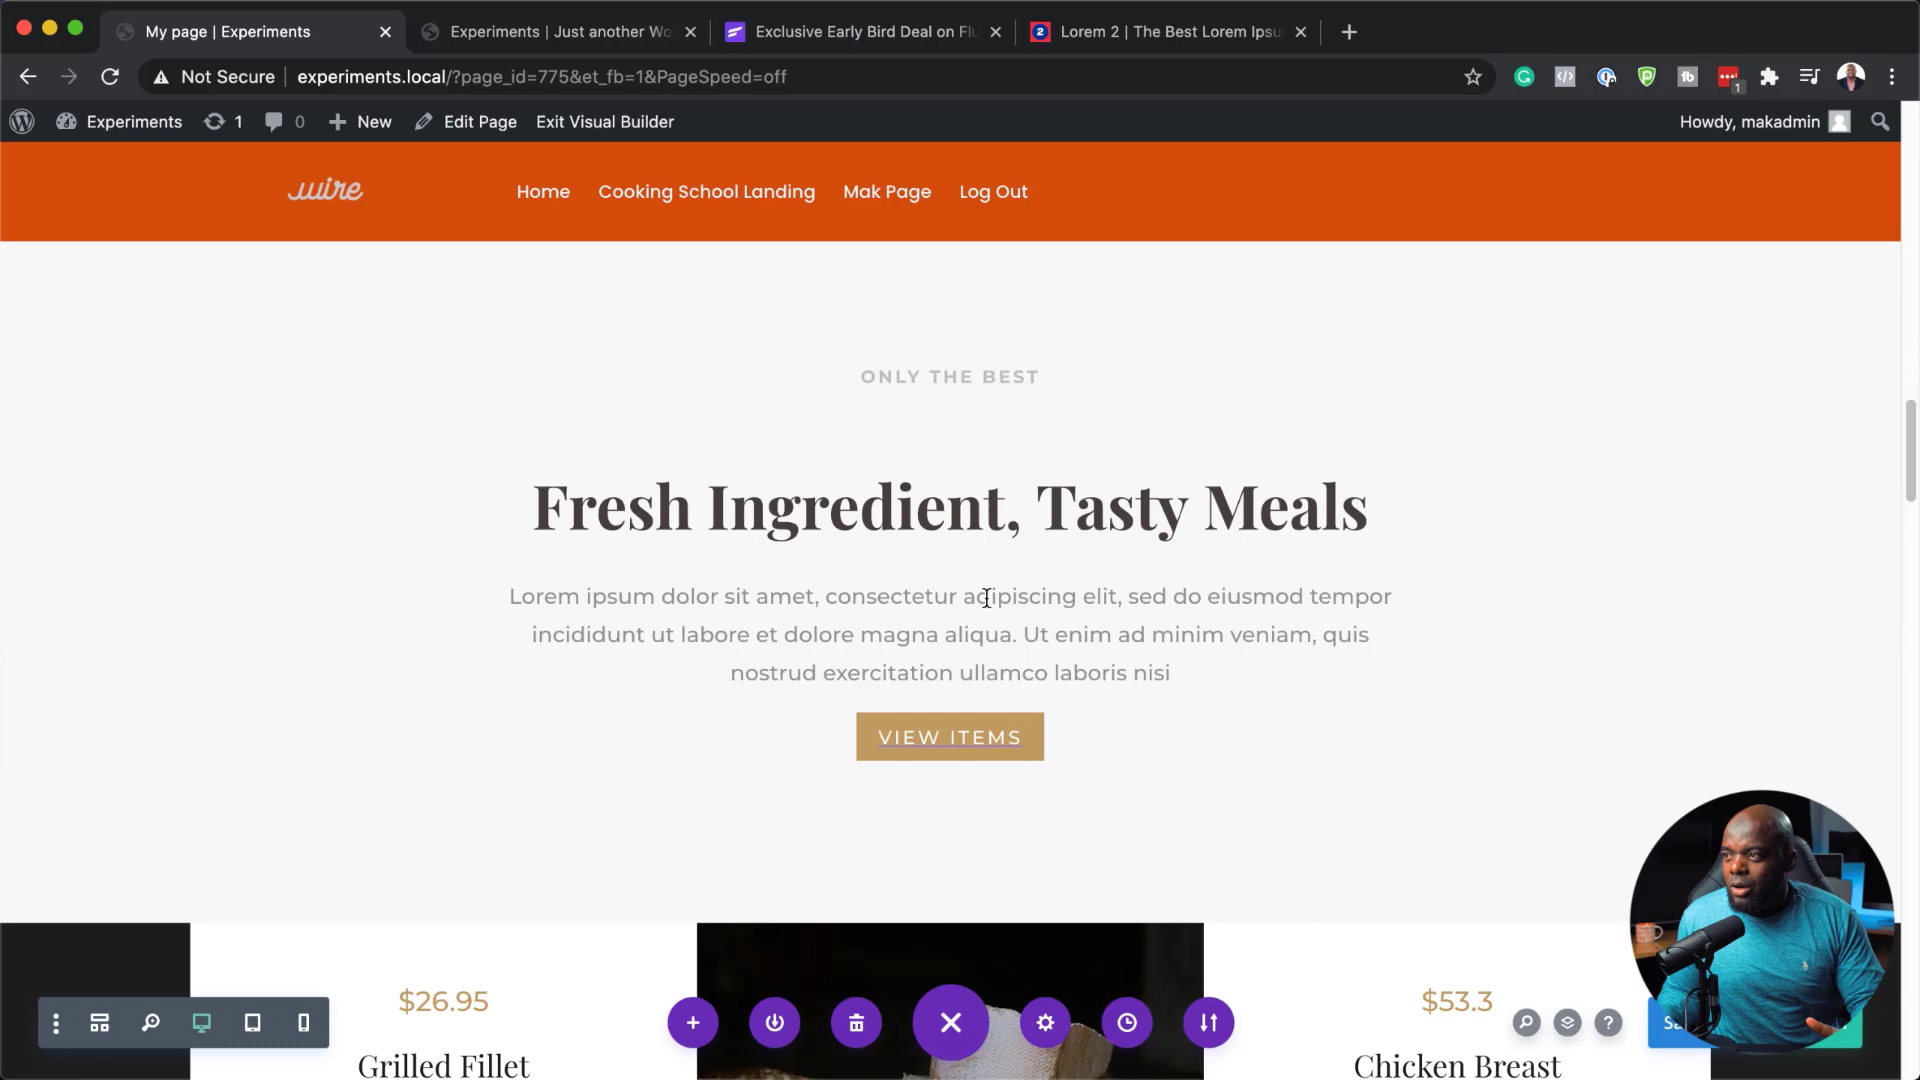 My page | Experiments
Experiments | Just another Wo
Exclusive Early Bird Deal on Flu
2
Lorem 2 | The Best Lorem Ipsu
Not Secure
experiments.local/?page_id=775&et_fb=1&PageSpeed=off
1
Experiments
1
0
New
Edit Page
Exit Visual Builder
Howdy, makadmin
wire
Home
Cooking School Landing
Mak Page
Log Out
ONLY THE BEST
Fresh Ingredient, Tasty Meals
Lorem ipsum dolor sit amet, consectetur adipiscing elit, sed do eiusmod tempor
incididunt ut labore et dolore magna aliqua. Ut enim ad minim veniam, quis
nostrud exercitation ullamco laboris nisi
VIEW ITEMS
$26.95
Grilled Fillet
$53.3
Chicken Breast